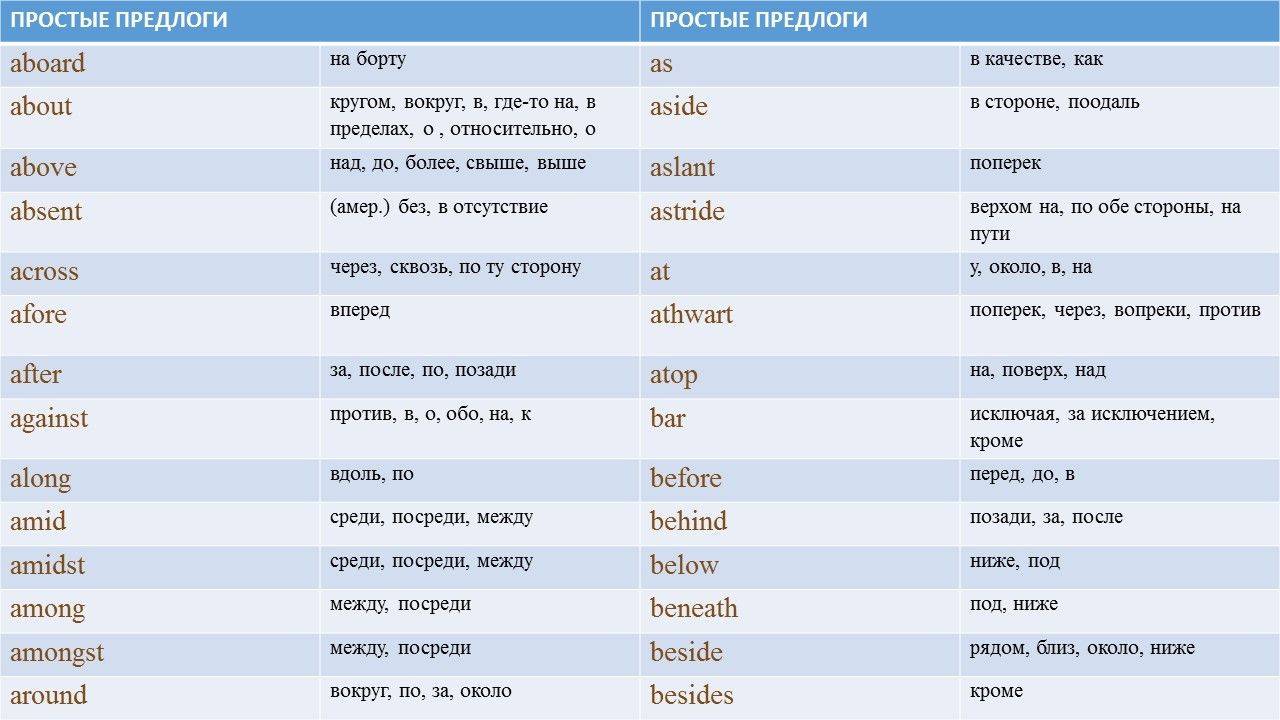 ПРОСТЫЕ ПРЕДЛОГИ ПРОСТЫЕ ПРЕДЛОГИ
aboard на борту as в качестве, как
about кругом, вокруг, в, где-то на, в aside в стороне, поодаль
пределах, о , относительно, о
above над, до, более, свыше, выше aslant поперек
absent (амер.) без, в отсутствие astride верхом на, по обе стороны, на
пути
across через, сквозь, по ту сторону at у, около, в, на
afore вперед athwart поперек, через, вопреки, против
after за, после, по, позади atop на, поверх, над
against против, в, о, обо, на, к bar исключая, за исключением,
кроме
along вдоль, по before перед, до, в
amid среди, посреди, между behind позади, за, после
amidst среди, посреди, между below ниже, под
among между, посреди beneath под, ниже
amongst между, посреди beside рядом, близ, около, ниже
around вокруг, по, за, около besides кроме